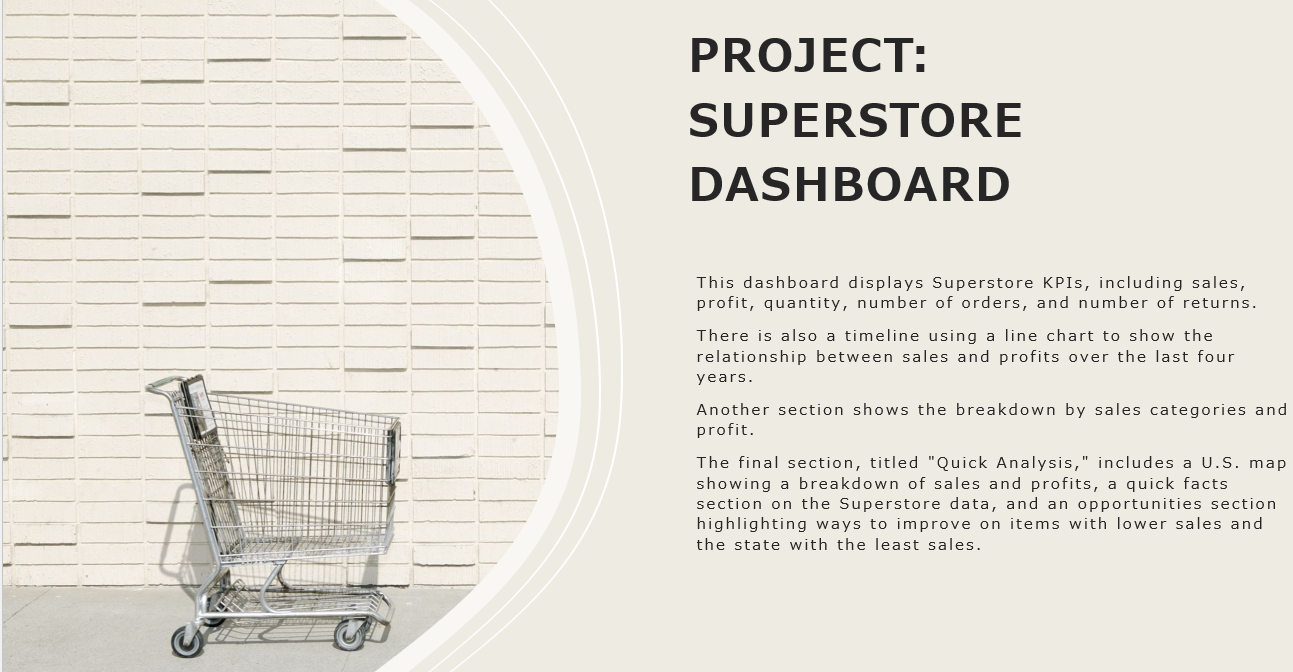 PROJECT:
SUPERSTORE
DASHBOARD
This dashboard displays Superstore KPIs, including sales,
profit, quantity, number of orders, and number of returns.
There is also a timeline using a line chart to show the
relationship between sales and profits over the last four
years.
Another section shows the breakdown by sales categories and
profit.
The final section, titled "Quick Analysis," includes a U.S. map
showing a breakdown of sales and profits, a quick facts
section on the Superstore data, and an opportunities section
highlighting ways to improve on items with lower sales and
the state with the least sales.